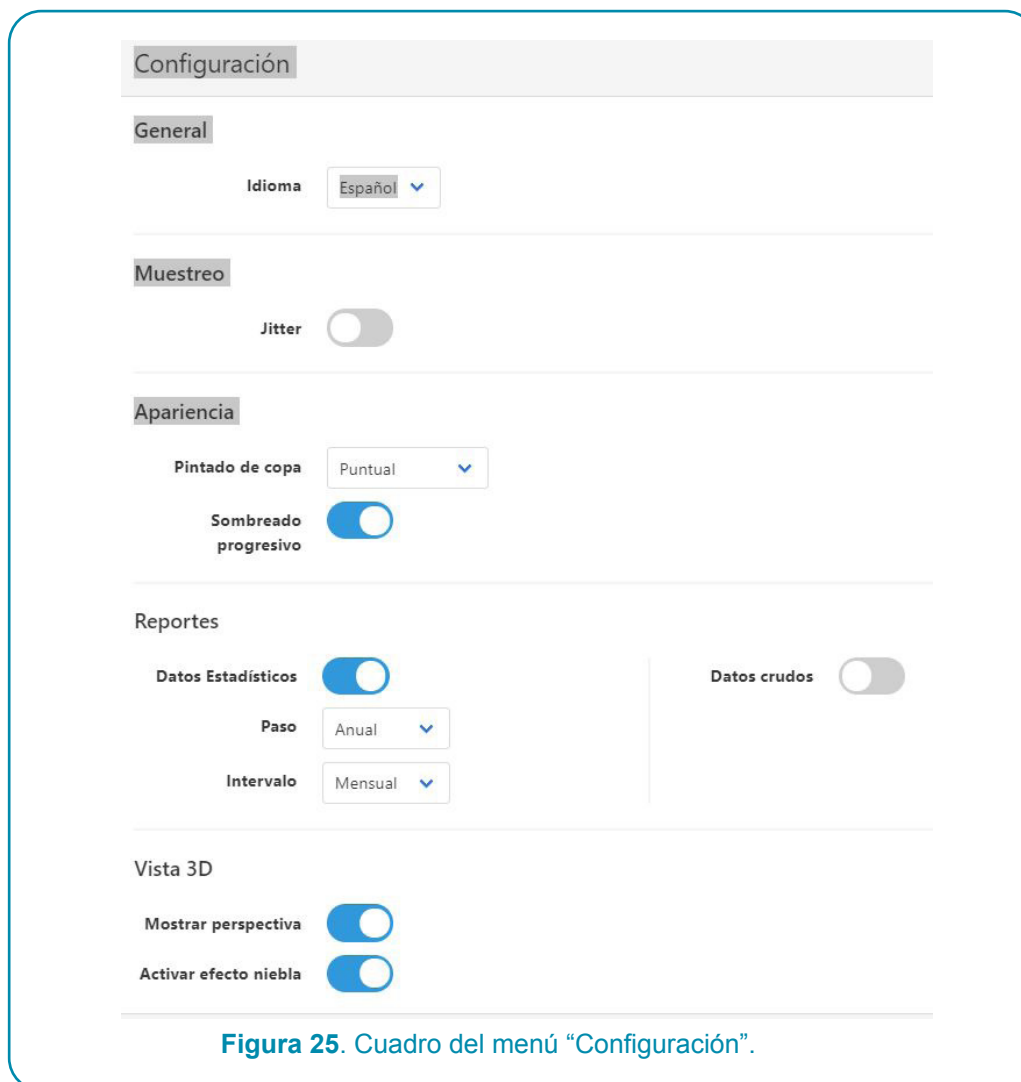 Configuración
General
Idioma Español
Muestreo
Jitter
Apariencia
Pintado de copa Puntual
Sombreado
progresivo
Reportes
Datos Estadísticos Datos crudos
Paso Anual
Intervalo Mensual
Vista 3D
Mostrar perspectiva
Activar efecto niebla
Figura 25. Cuadro del menú “Configuración”.